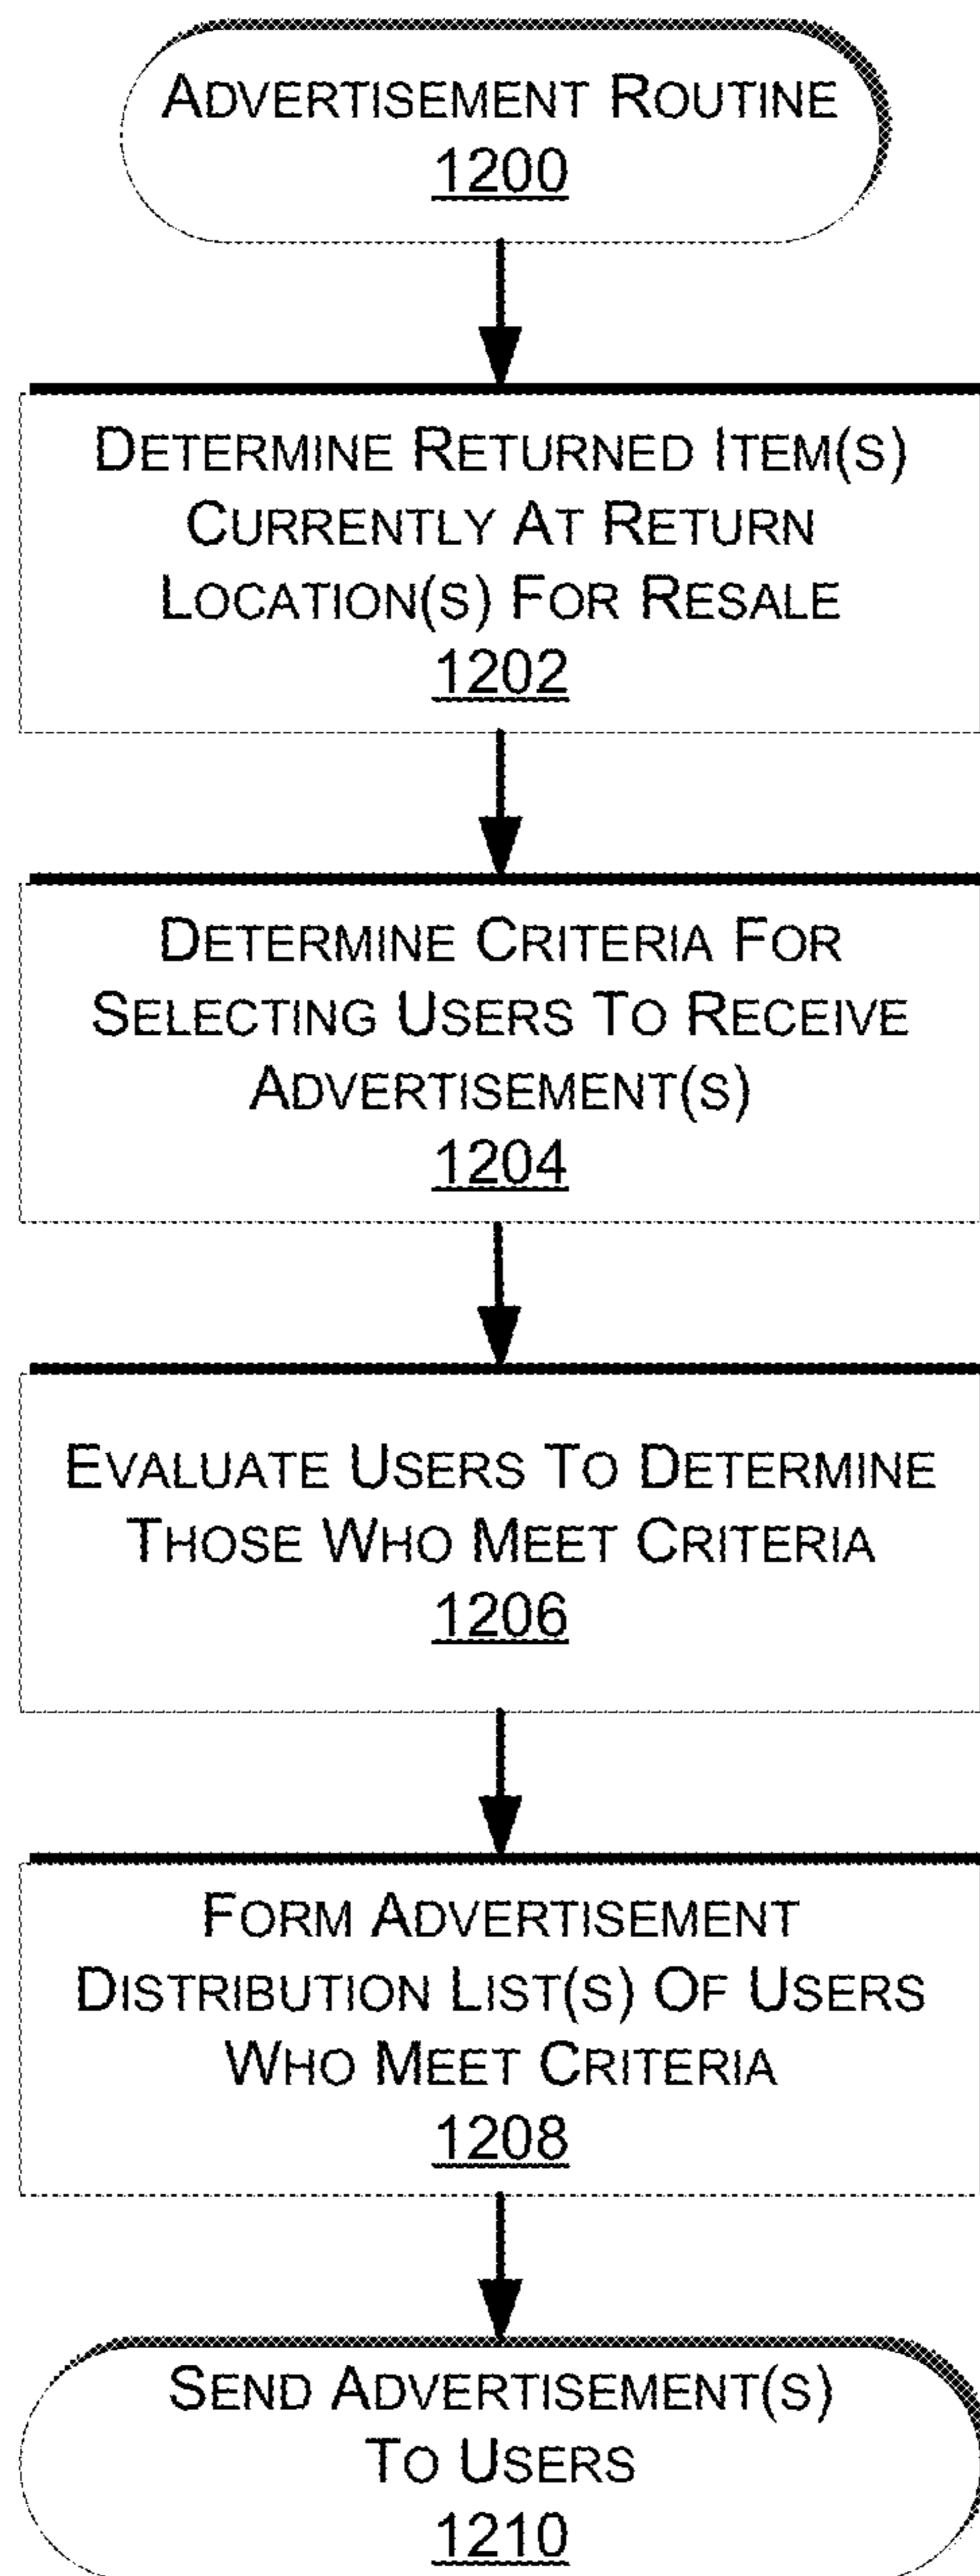 ADVERTISEMENT ROUTINE
1200
DETERMINE RETURNED ITEM(S)
CURRENTLY AT RETURN
LOCATION(S) FOR RESALE
1202
DETERMINE CRITERIA FOR
SELECTING USERS TO RECEIVE
ADVERTISEMENT(S)
1204
EVALUATE USERS TO DETERMINE
THOSE WHO MEET CRITERIA
1206
FORM ADVERTISEMENT
DISTRIBUTION LIST(S) OF USERS
WHO MEET CRITERIA
1208
SEND ADVERTISEMENT(S)
TO USERS
1210